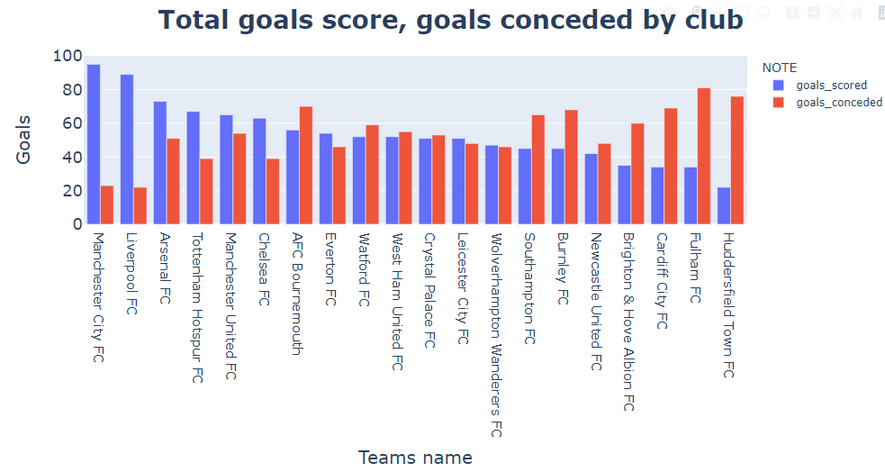 Total goals score, goals conceded by club
NOTE
goals_scored
goals_conceded
Goals
100
80
60
40
20
0
Manchester City FC
Liverpool FC
Arsenal FC
Tottenham Hotspur FC
Manchester United FC
Chelsea FC
AFC Bournemouth
Everton FC
Watford FC
West Ham United FC
Crystal Palace FC
Leicester City FC
Wolverhampton Wanderers FC
Southampton FC
Burnley FC
Newcastle United FC
Brighton & Hove Albion FC
Cardiff City FC
Fulham FC
Huddersfield Town FC
Teams name